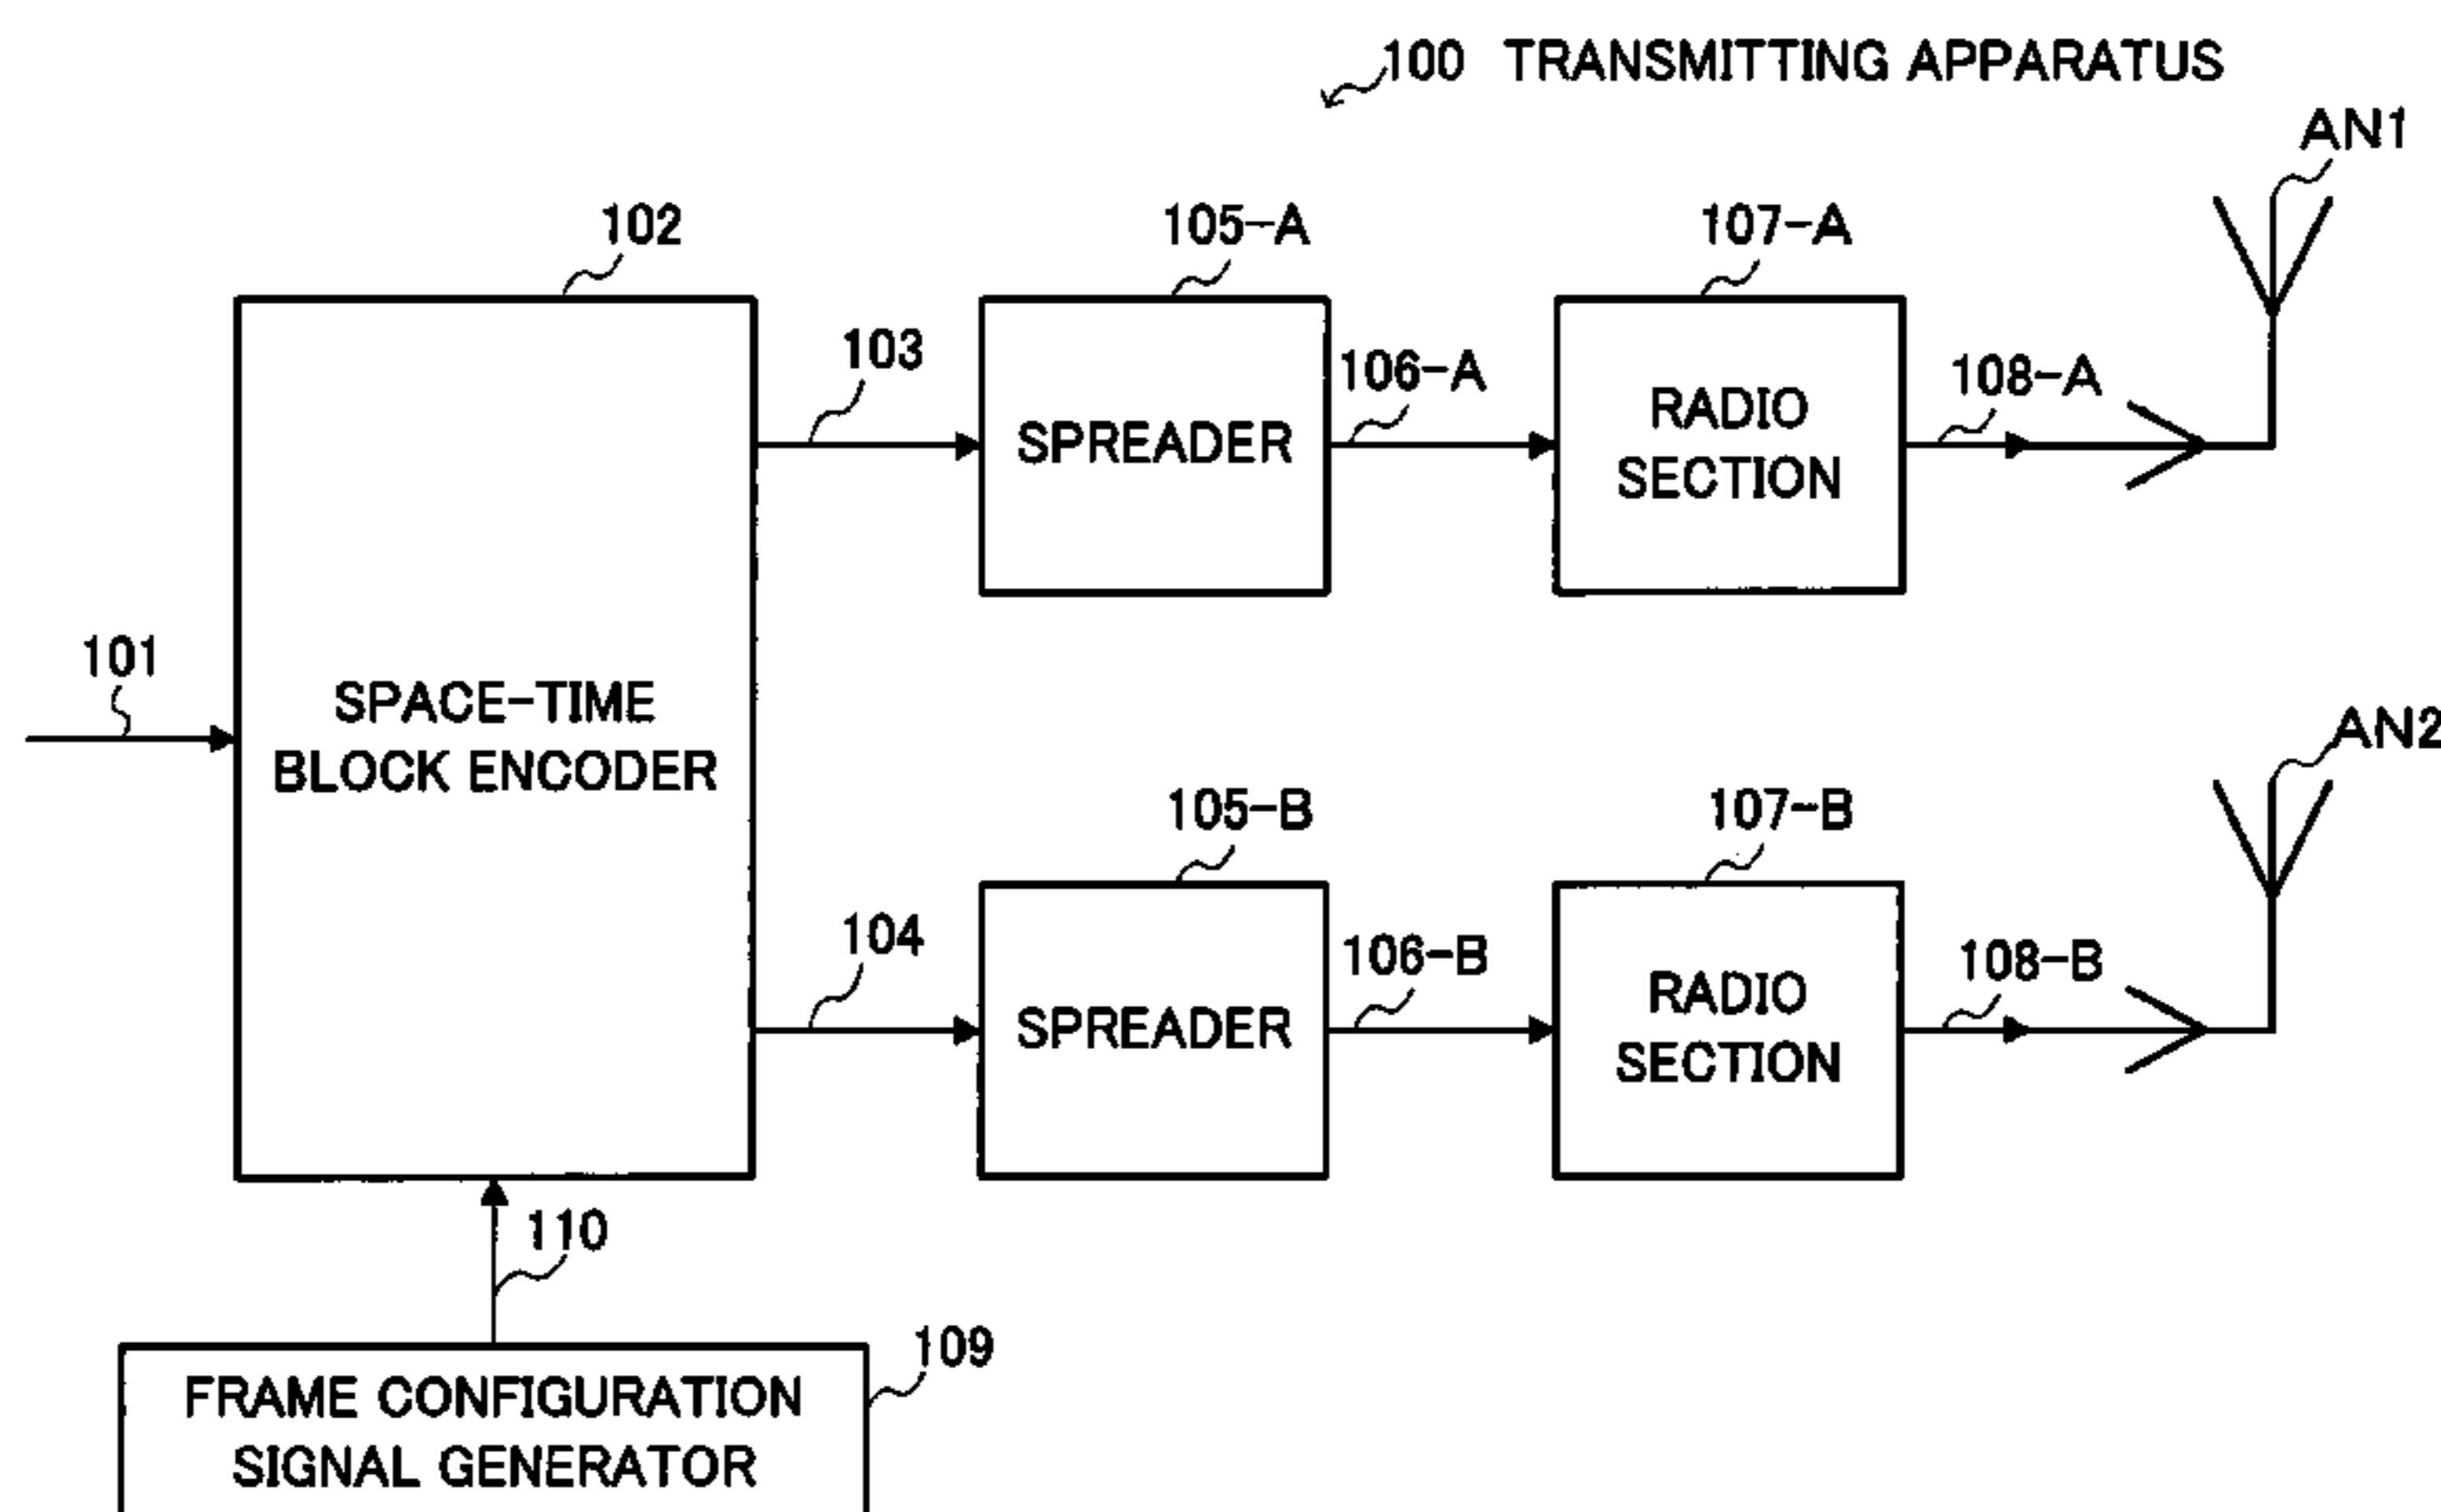 100 TRANSMITTING APPARATUS
AN1
102
105-A
107-A
103
106-A
108-A
SPREADER
RADIO
SECTION
101
SPACE-TIME
BLOCK ENCODER
AN2
105-B
107-B
104
106-B
108-B
SPREADER
RADIO
SECTION
110
109
FRAME CONFIGURATION
SIGNAL GENERATOR